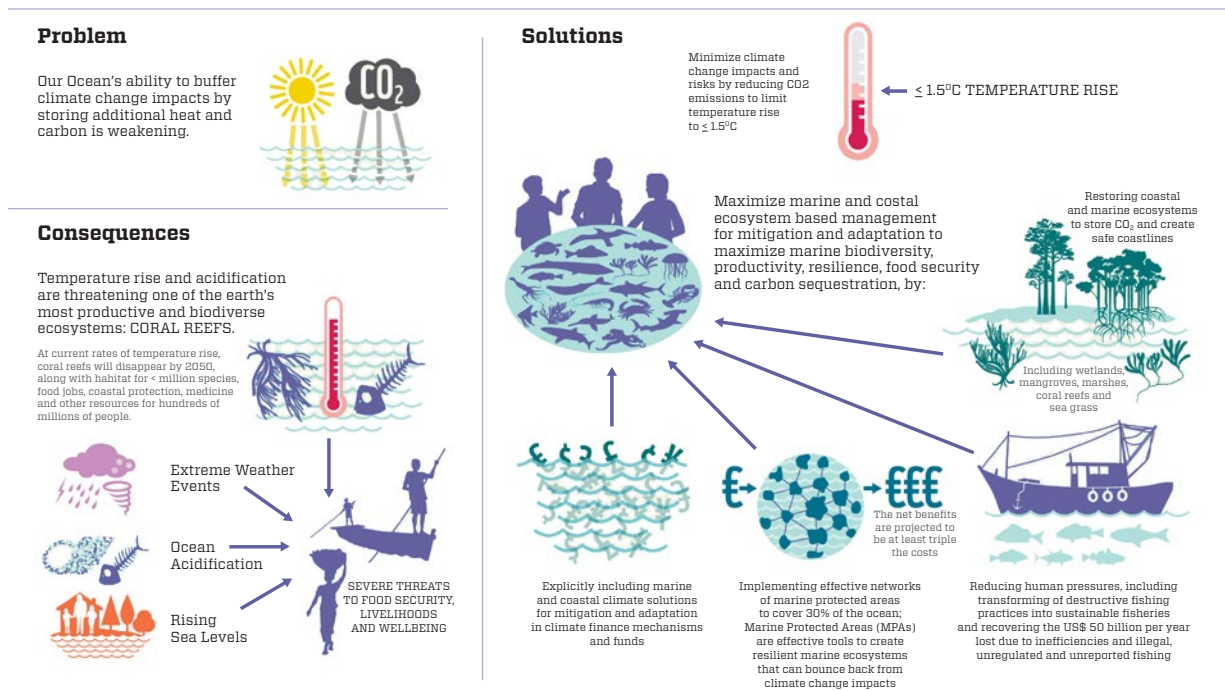 Problem
Our Ocean's ability to buffer
climate change impacts by
storing additional heat and
carbon is weakening.
CO2
Consequences
Temperature rise and acidification
are threatening one of the earth's
most productive and biodiverse
ecosystems: CORAL REEFS.
At current rates of temperature rise,
coral reefs will disappear by 2050,
along with habitat for < million species,
food jobs, coastal protection, medicine
and other resources for hundreds of
millions of people.
Extreme Weather
Events
Ocean
Acidification
Rising
Sea Levels
SEVERE THREATS
TO FOOD SECURITY,
LIVELIHOODS
AND WELLBEING
Solutions
Minimize climate
change impacts and
risks by reducing CO2
emissions to limit
temperature rise
to ≤ 1.5°C
≤ 1.5°C TEMPERATURE RISE
Maximize marine and costal
ecosystem based management
for mitigation and adaptation to
maximize marine biodiversity,
productivity, resilience, food security
and carbon sequestration, by:
Restoring coastal
and marine ecosystems
to store CO₂ and create
safe coastlines
Including wetlands,
mangroves, marshes,
coral reefs and
sea grass
Explicitly including marine
and coastal climate solutions
for mitigation and adaptation
in climate finance mechanisms
and funds
€
€€€
The net benefits
are projected to
be at least triple
the costs
Implementing effective networks
of marine protected areas
to cover 30% of the ocean;
Marine Protected Areas (MPAs)
are effective tools to create
resilient marine ecosystems
that can bounce back from
climate change impacts
Reducing human pressures, including
transforming of destructive fishing
practices into sustainable fisheries
and recovering the US$ 50 billion per year
lost due to inefficiencies and illegal,
unregulated and unreported fishing